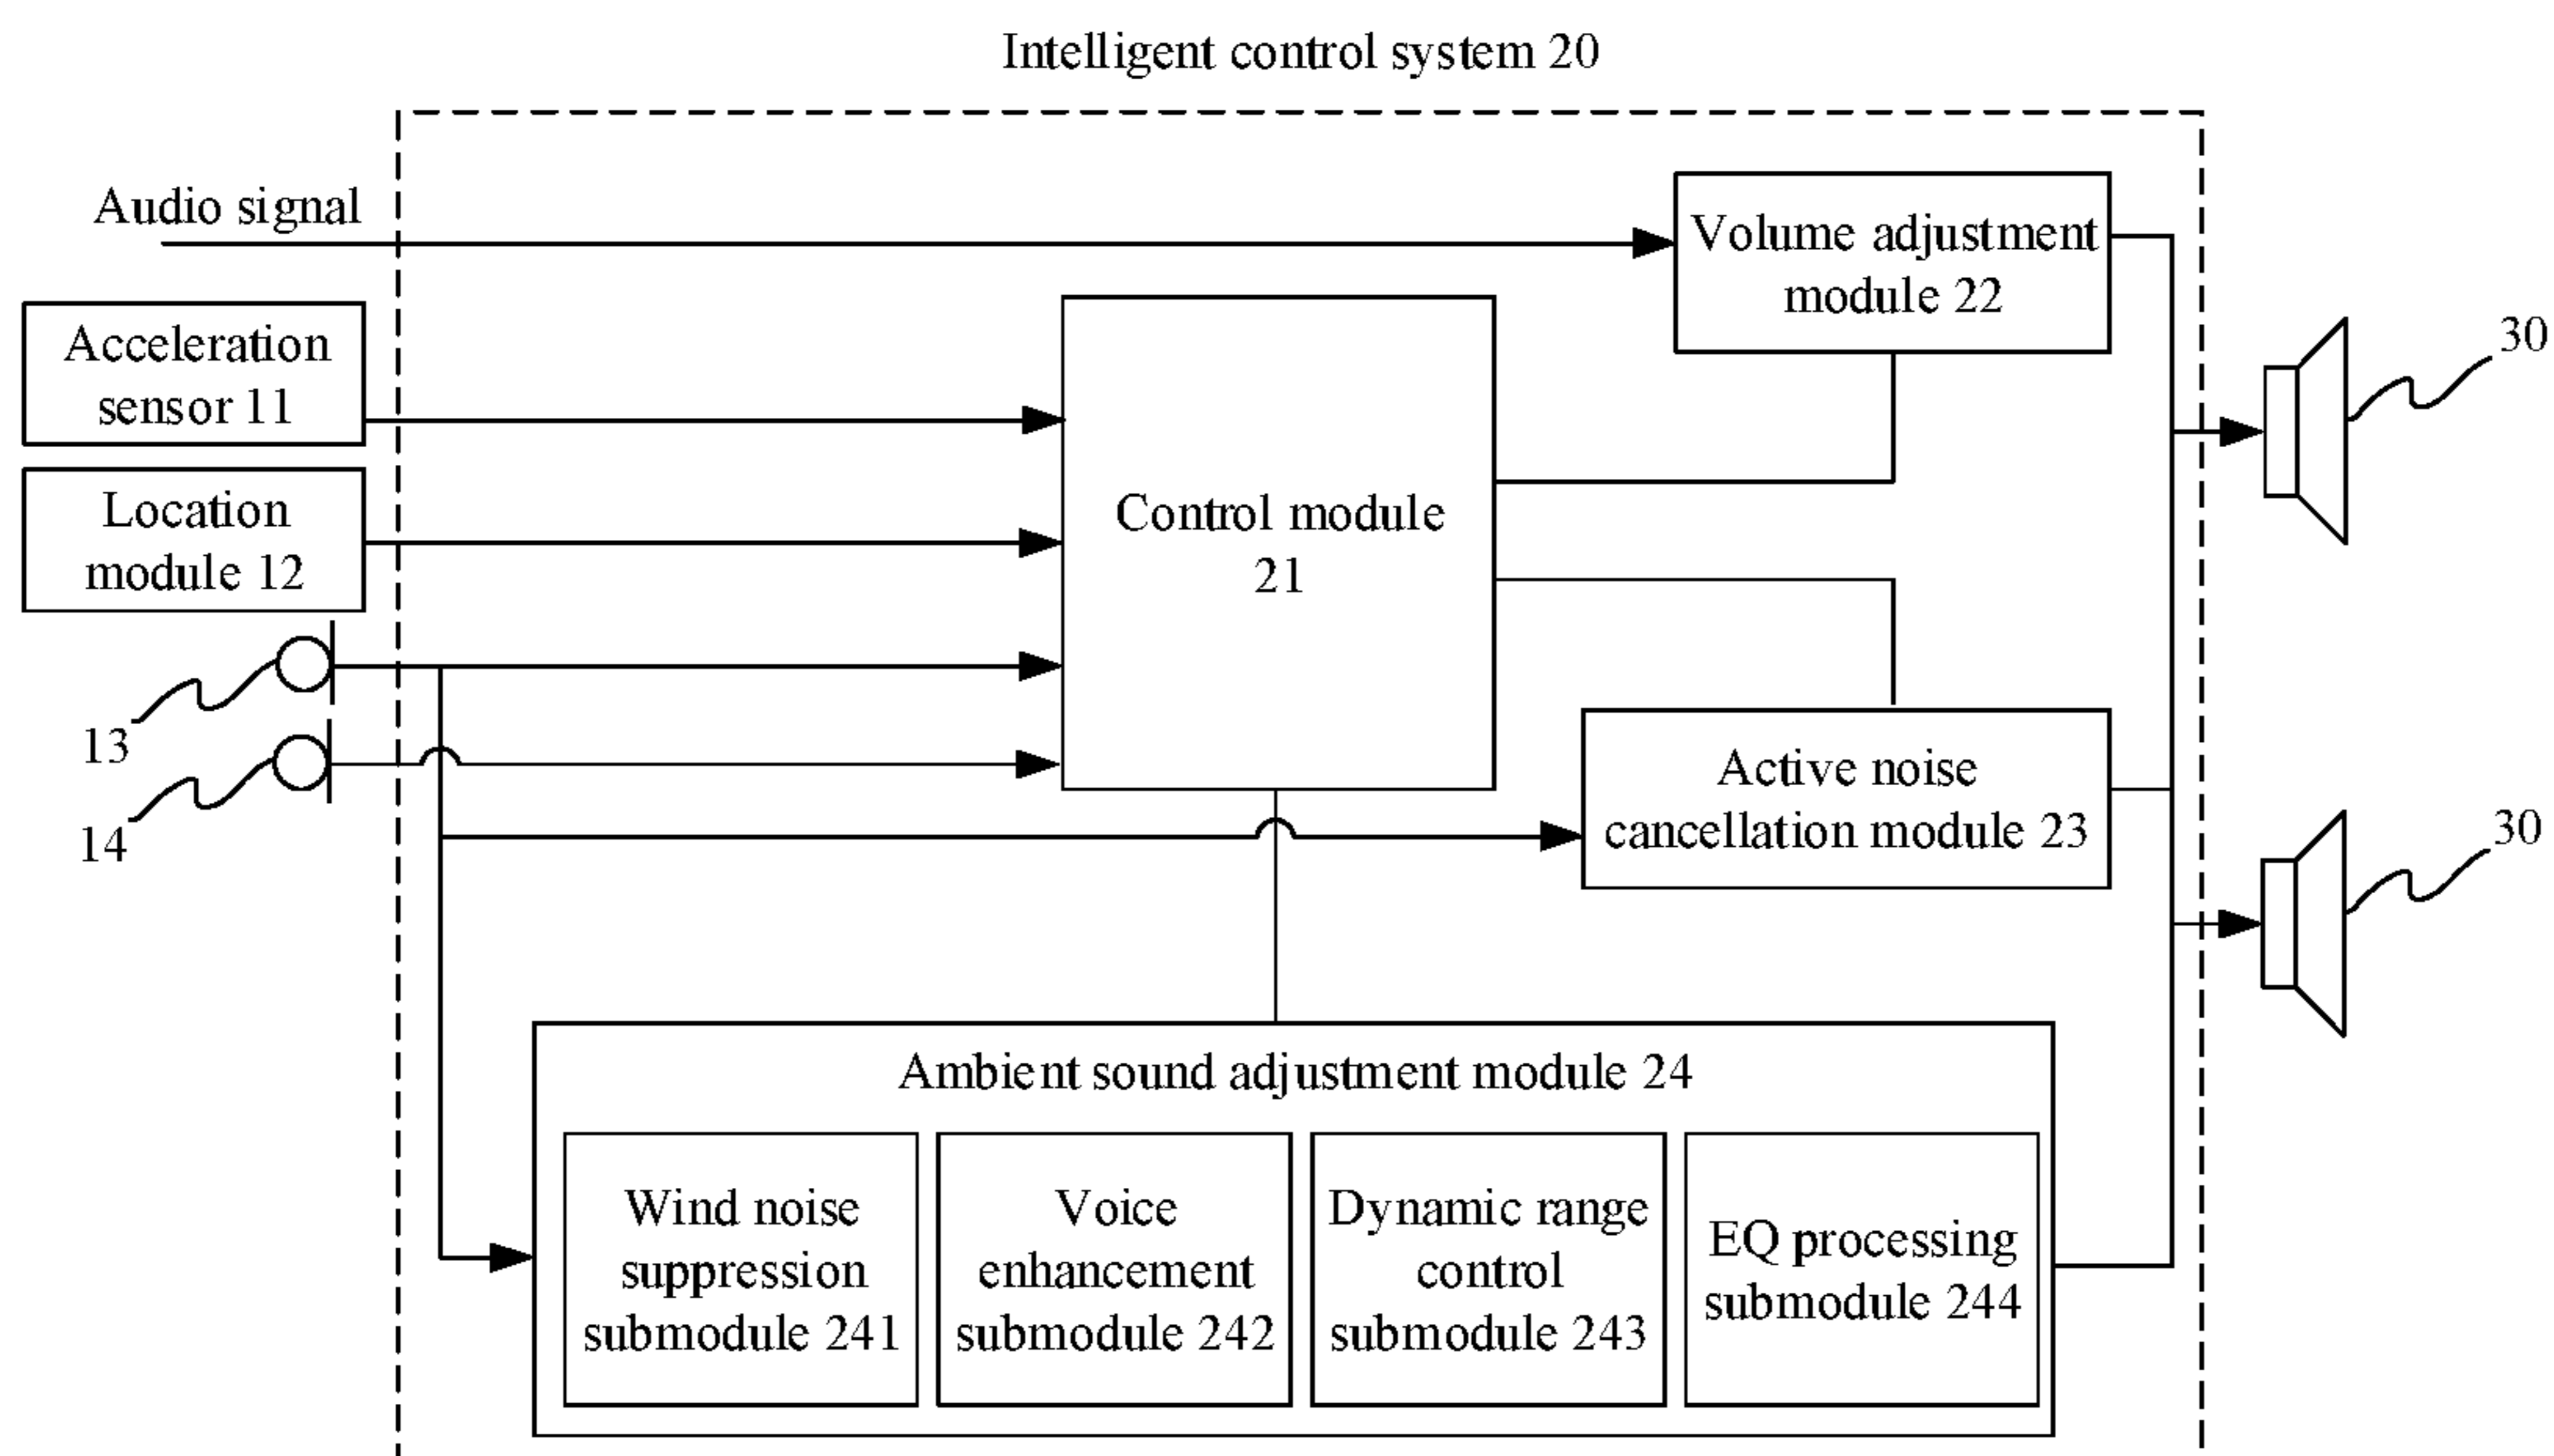 Intelligent control system 20
Audio signal
Volume adjustment
module 22
Acceleration
sensor 11
30
Location
module 12
Control module
21
13
14
Active noise
cancellation module 23
30
Ambient sound adjustment module 24
Wind noise
suppression
submodule 241
Voice
enhancement
submodule 242
Dynamic range
control
submodule 243
EQ processing
submodule 244